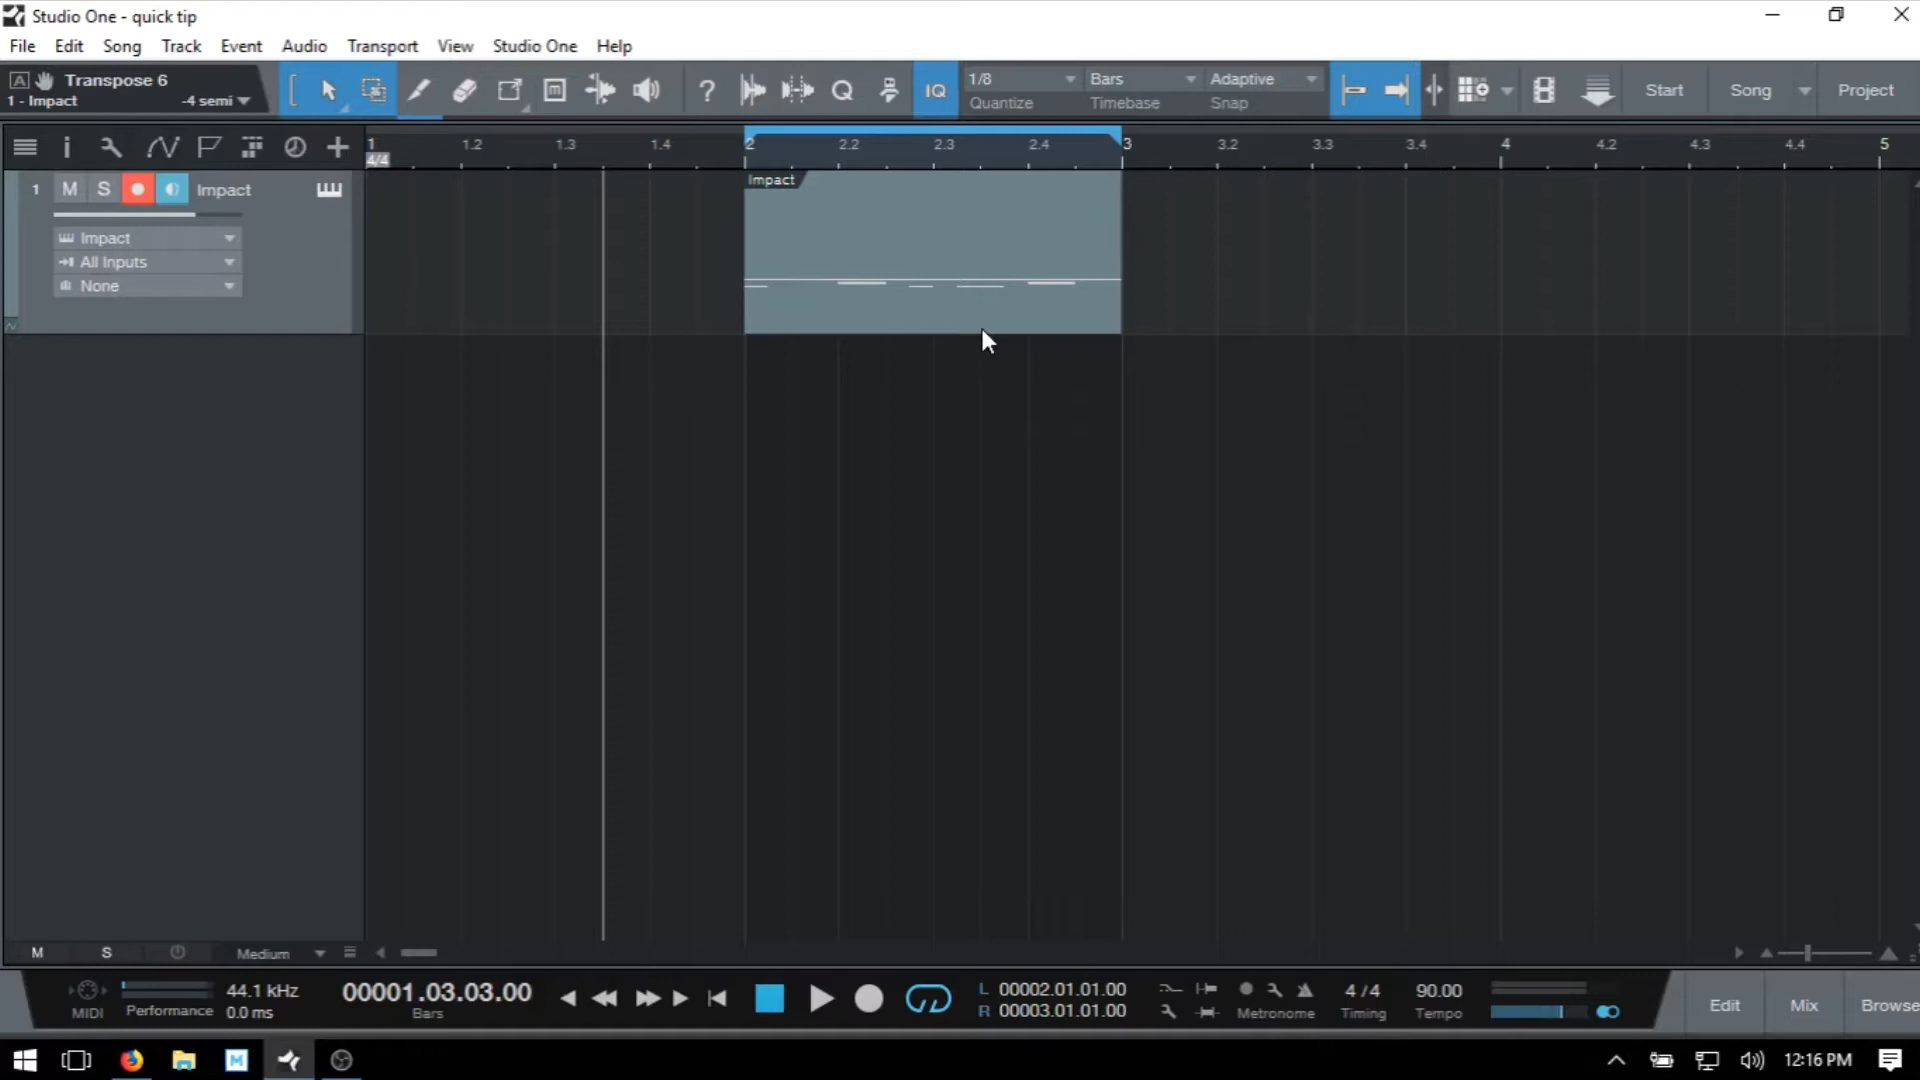 Studio One - quick tip
File Edit Song Track Event Audio Transport View Studio One Help
A Transpose 6
1 - Impact -4 semi
? Q IQ
1/8 Bars Adaptive
Quantize Timebase Snap
Start Song Project
1 1.2 1.3 1.4 2 2.2 2.3 2.4 3 3.2 3.3 3.4 4 4.2 4.3 4.4 5
4/4
1 M S Impact
Impact
All Inputs
None
Impact
M S Medium
MIDI
Performance
44.1 kHz
0.0 ms
00001.03.03.00
Bars
L 00002.01.01.00
R 00003.01.01.00
Metronome
4 / 4
Timing
90.00
Tempo
Edit Mix Browse
M
12:16 PM